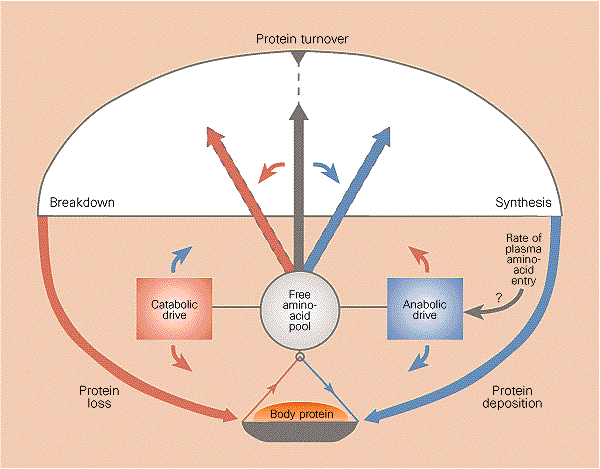 Protein turnover
Breakdown
Synthesis
Rate of
plasma
amino-
acid
entry
?
Catabolic
drive
Free
amino-
acid
pool
Anabolic
drive
Protein
loss
Body protein
Protein
deposition